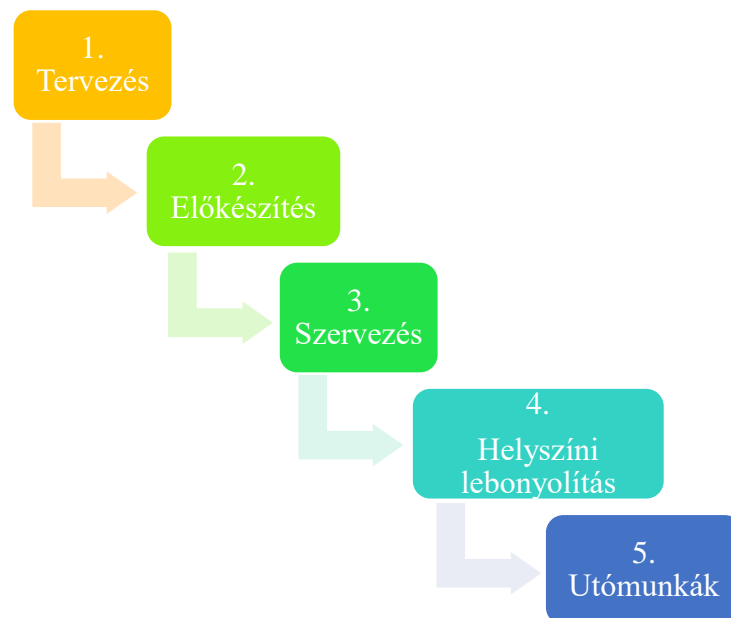 1.
Tervezés
2.
Előkészítés
3.
Szervezés
4.
Helyszíni
lebonyolítás
5.
Utómunkák